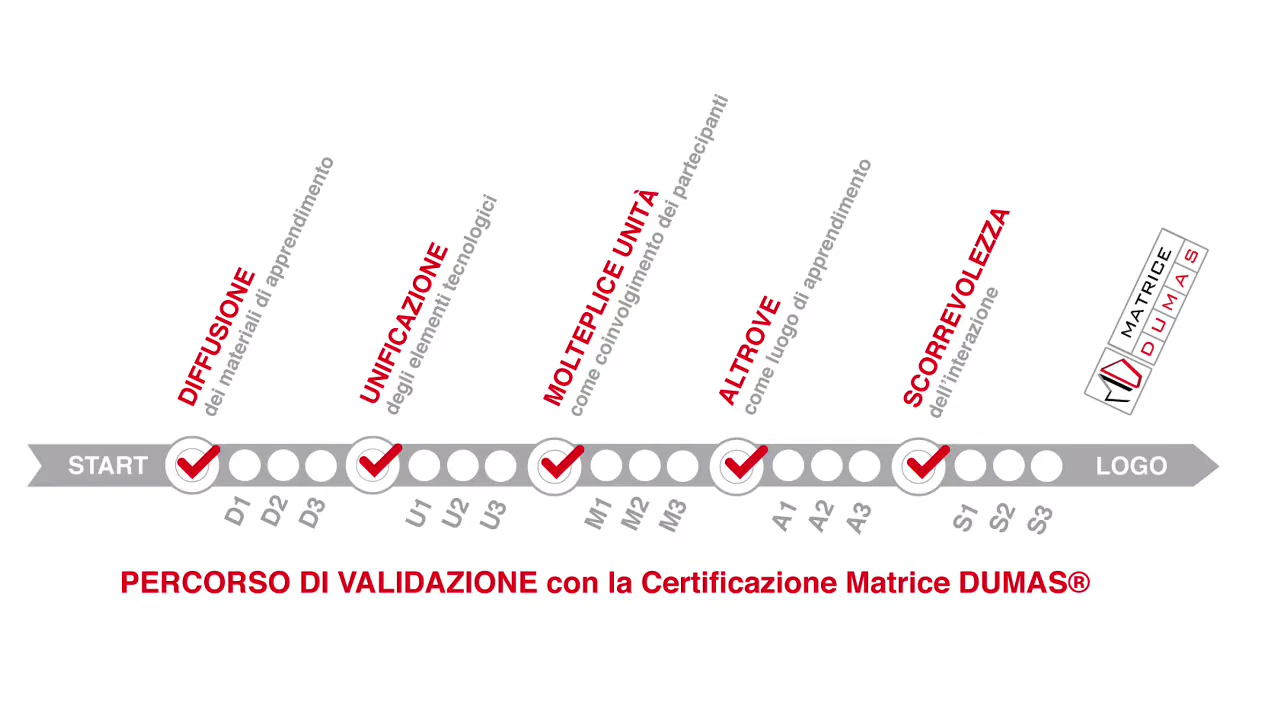 DIFFUSIONE
dei materiali di apprendimento
UNIFICAZIONE
degli elementi tecnologici
MOLTEPLICE UNITÀ
come coinvolgimento dei partecipanti
ALTROVE
come luogo di apprendimento
SCORREVOLEZZA
dell'interazione
MATRICE
DUMAS
START
LOGO
D1 D2 D3 U1 U2 U3 M1 M2 M3 A1 A2 A3 S1 S2 S3
PERCORSO DI VALIDAZIONE con la Certificazione Matrice DUMAS®